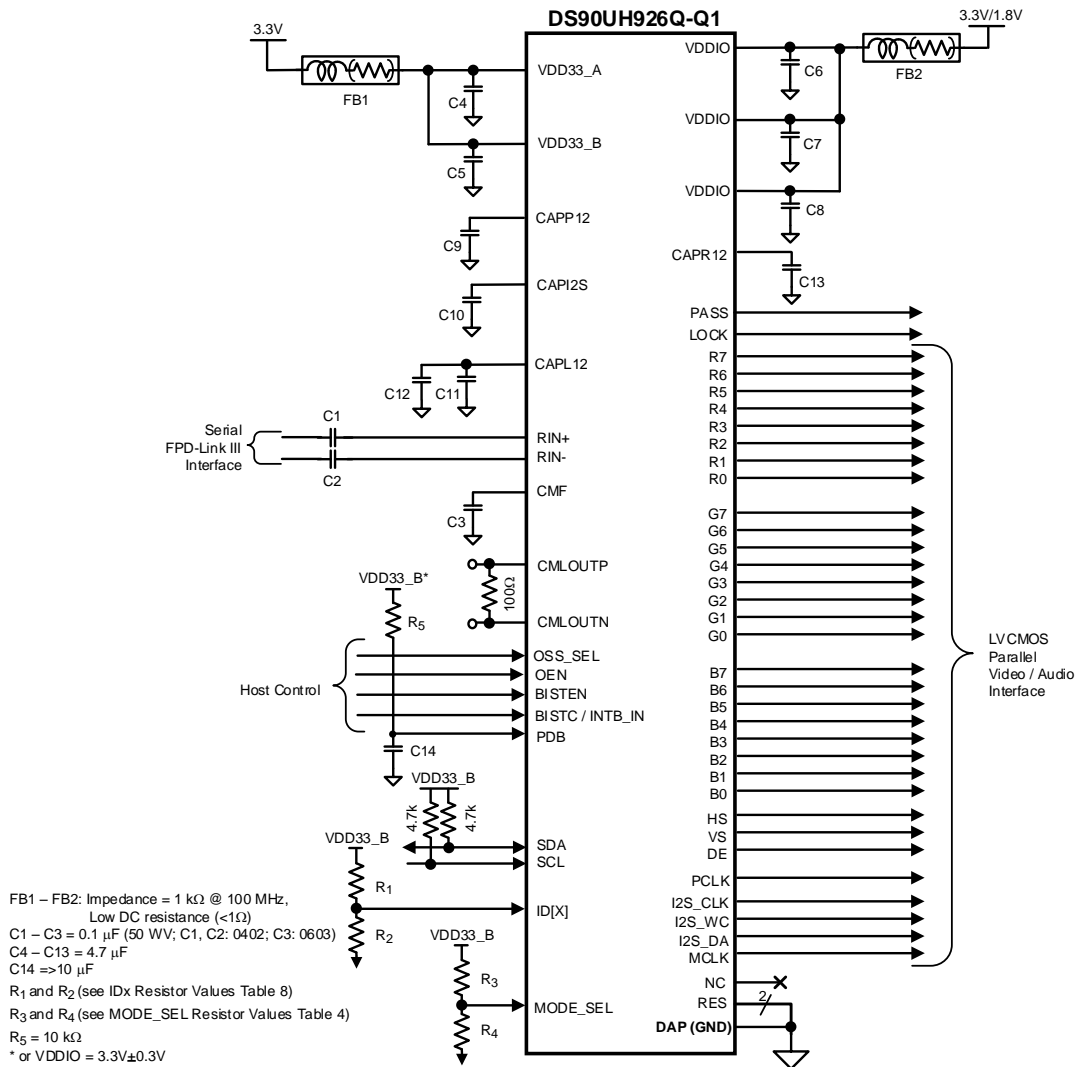 DS90UH926Q-Q1
3.3V
FB1
VDD33_A
C4
VDD33_B
C5
CAPP12
C9
CAPI2S
C10
CAPL12
C12
C11
Serial
FPD-Link III
Interface
C1
C2
RIN+
RIN-
CMF
C3
CMLOUTP
100Ω
CMLOUTN
VDD33_B*
R5
Host Control
OSS_SEL
OEN
BISTEN
BISTC / INTB_IN
PDB
C14
VDD33_B
4.7k
4.7k
SDA
SCL
VDD33_B
R1
ID[X]
R2
VDD33_B
R3
MODE_SEL
R4
3.3V/1.8V
FB2
VDDIO
C6
VDDIO
C7
VDDIO
C8
CAPR12
C13
PASS
LOCK
R7
R6
R5
R4
R3
R2
R1
R0
G7
G6
G5
G4
G3
G2
G1
G0
B7
B6
B5
B4
B3
B2
B1
B0
HS
VS
DE
PCLK
I2S_CLK
I2S_WC
I2S_DA
MCLK
LVCMOS
Parallel
Video / Audio
Interface
NC
RES
2
DAP (GND)
FB1 – FB2: Impedance = 1 kΩ @ 100 MHz,
Low DC resistance (<1Ω)
C1 – C3 = 0.1 μF (50 WV; C1, C2: 0402; C3: 0603)
C4 – C13 = 4.7 μF
C14 =>10 μF
R1 and R2 (see IDx Resistor Values Table 8)
R3 and R4 (see MODE_SEL Resistor Values Table 4)
R5 = 10 kΩ
* or VDDIO = 3.3V±0.3V